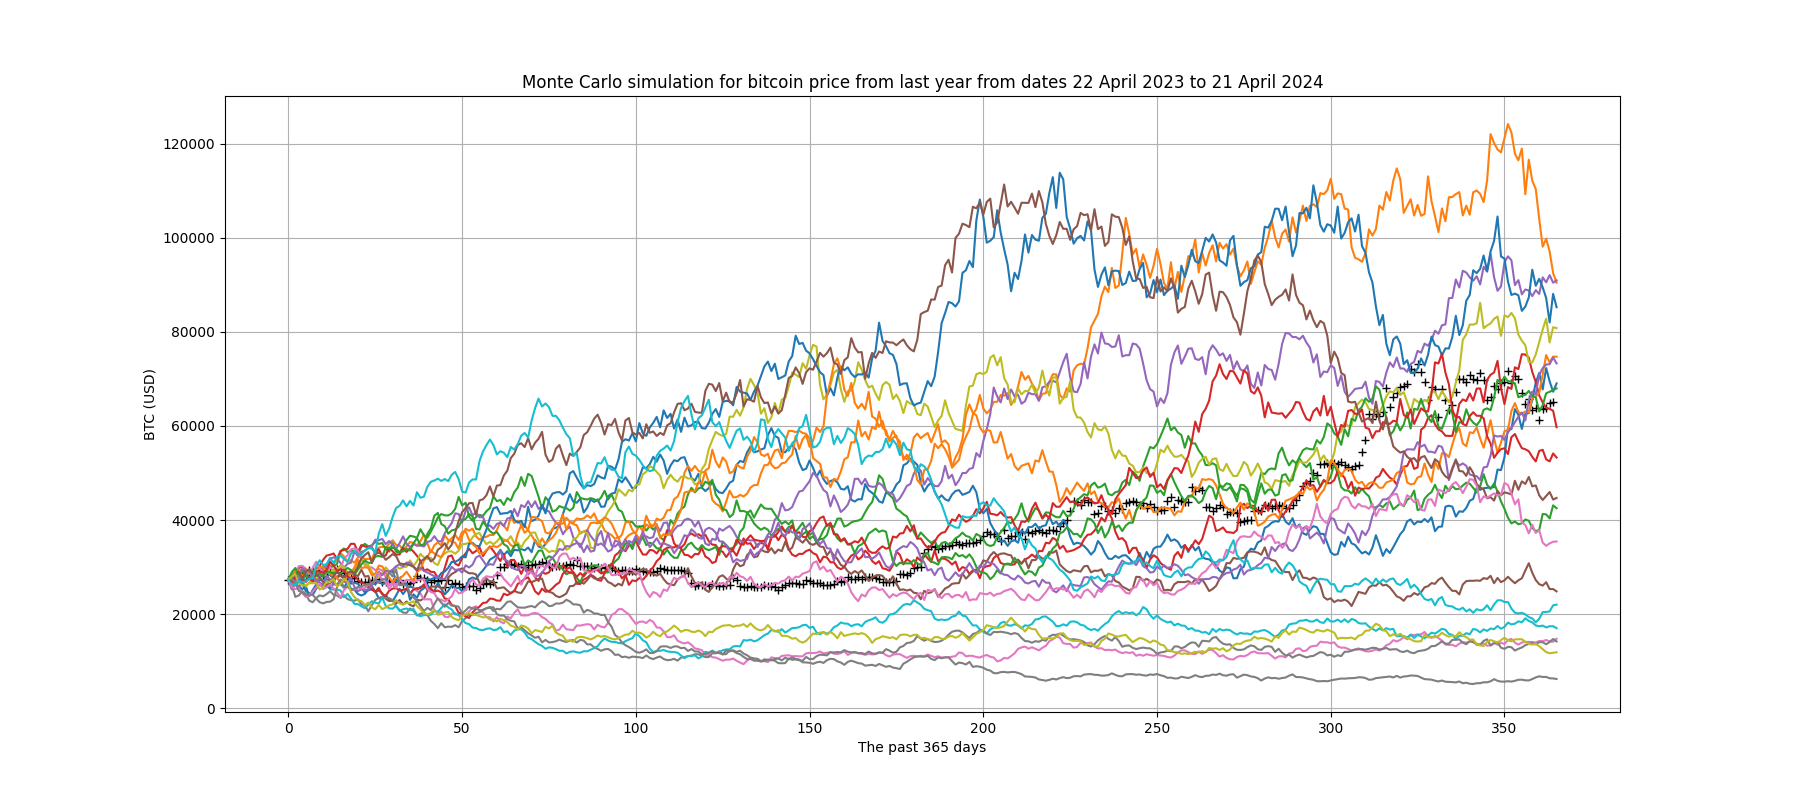 Monte Carlo simulation for bitcoin price from last year from dates 22 April 2023 to 21 April 2024
120000
100000
80000
60000
40000
20000
0
BTC (USD)
0 50 100 150 200 250 300 350
The past 365 days